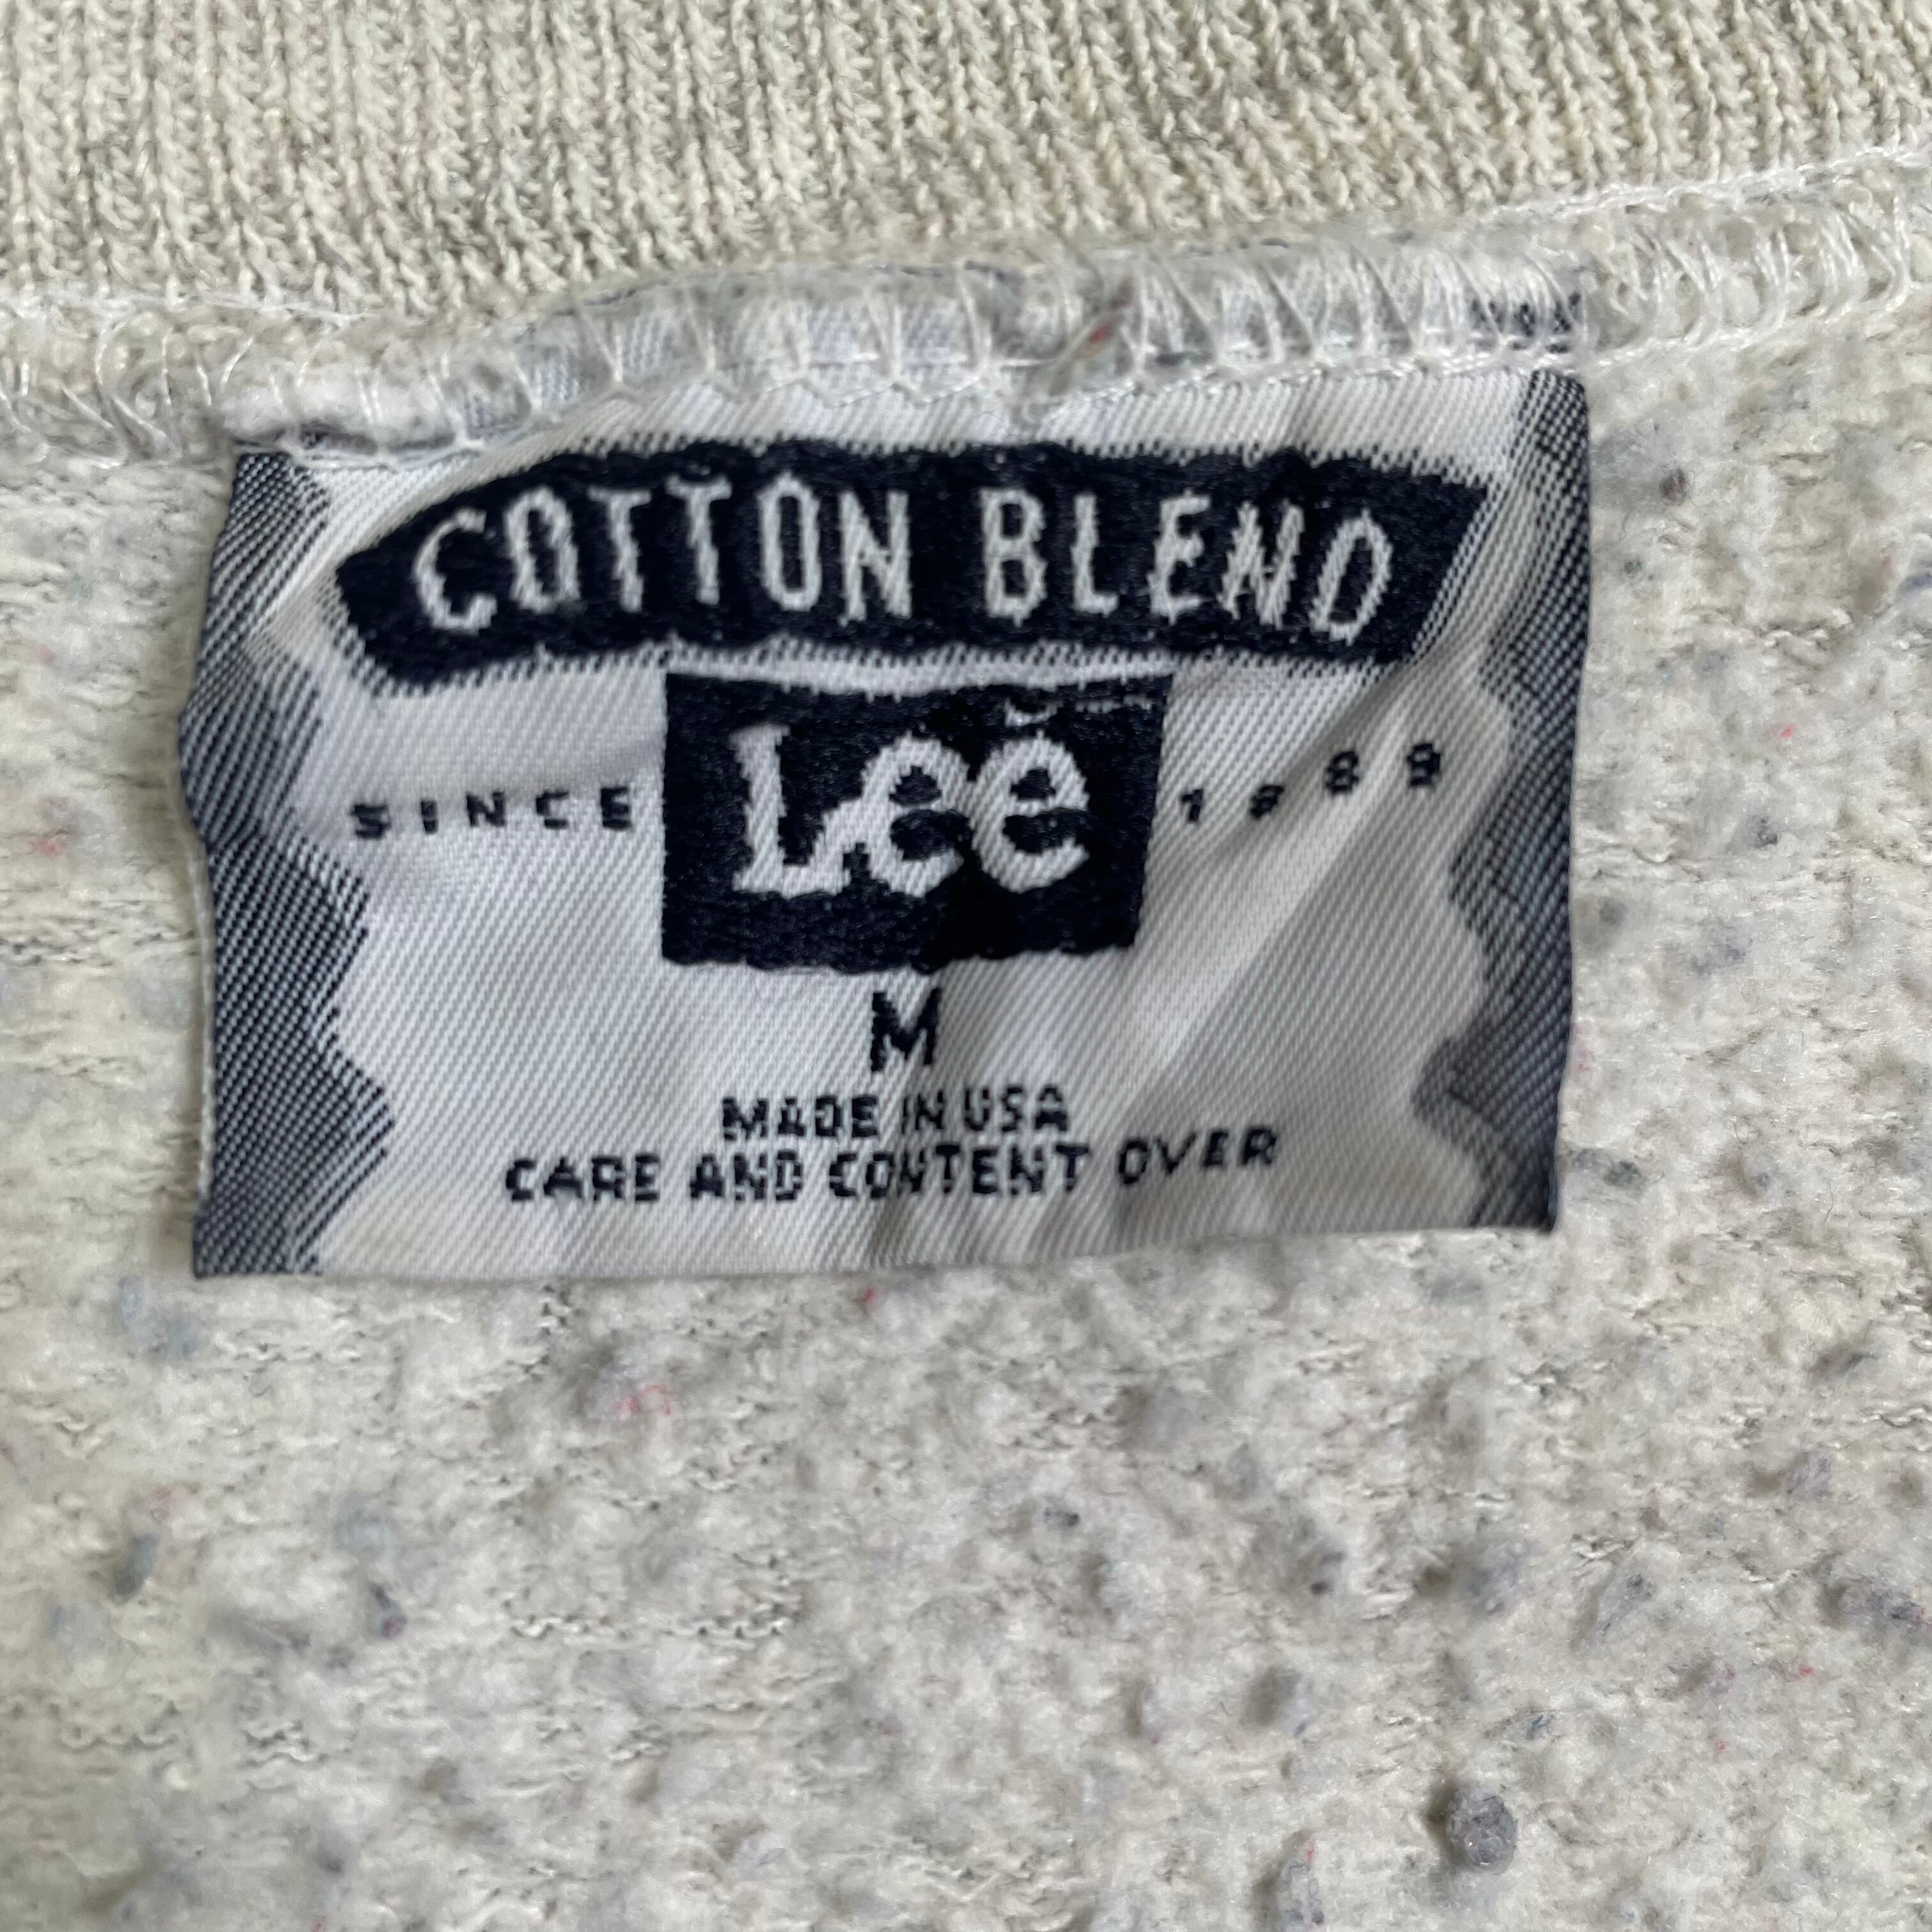 COTTON BLEND
SINCE Lee 1889
M
MADE IN USA
CARE AND CONTENT OVER